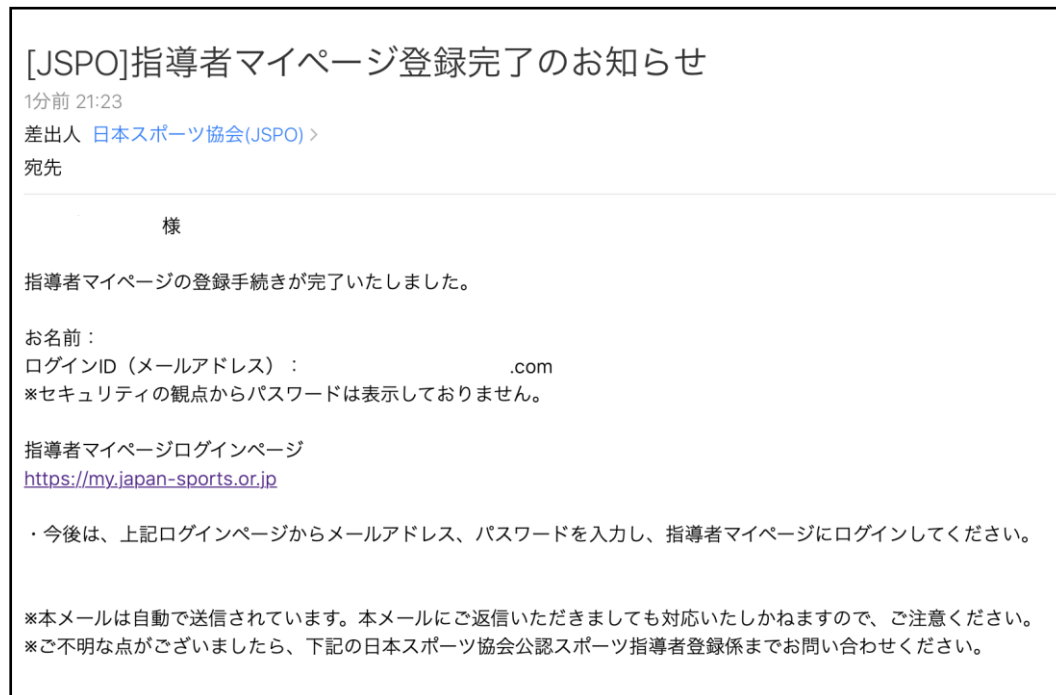 [JSPO]指導者マイページ登録完了のお知らせ
1分前 21:23
差出人 日本スポーツ協会(JSPO) >
宛先
様
指導者マイページの登録手続きが完了いたしました。
お名前：
ログインID（メールアドレス）： .com
※セキュリティの観点からパスワードは表示しておりません。
指導者マイページログインページ
https://my.japan-sports.or.jp
・今後は、上記ログインページからメールアドレス、パスワードを入力し、指導者マイページにログインしてください。
※本メールは自動で送信されています。本メールにご返信いただきましても対応いたしかねますので、ご注意ください。
※ご不明な点がございましたら、下記の日本スポーツ協会公認スポーツ指導者登録係までお問い合わせください。